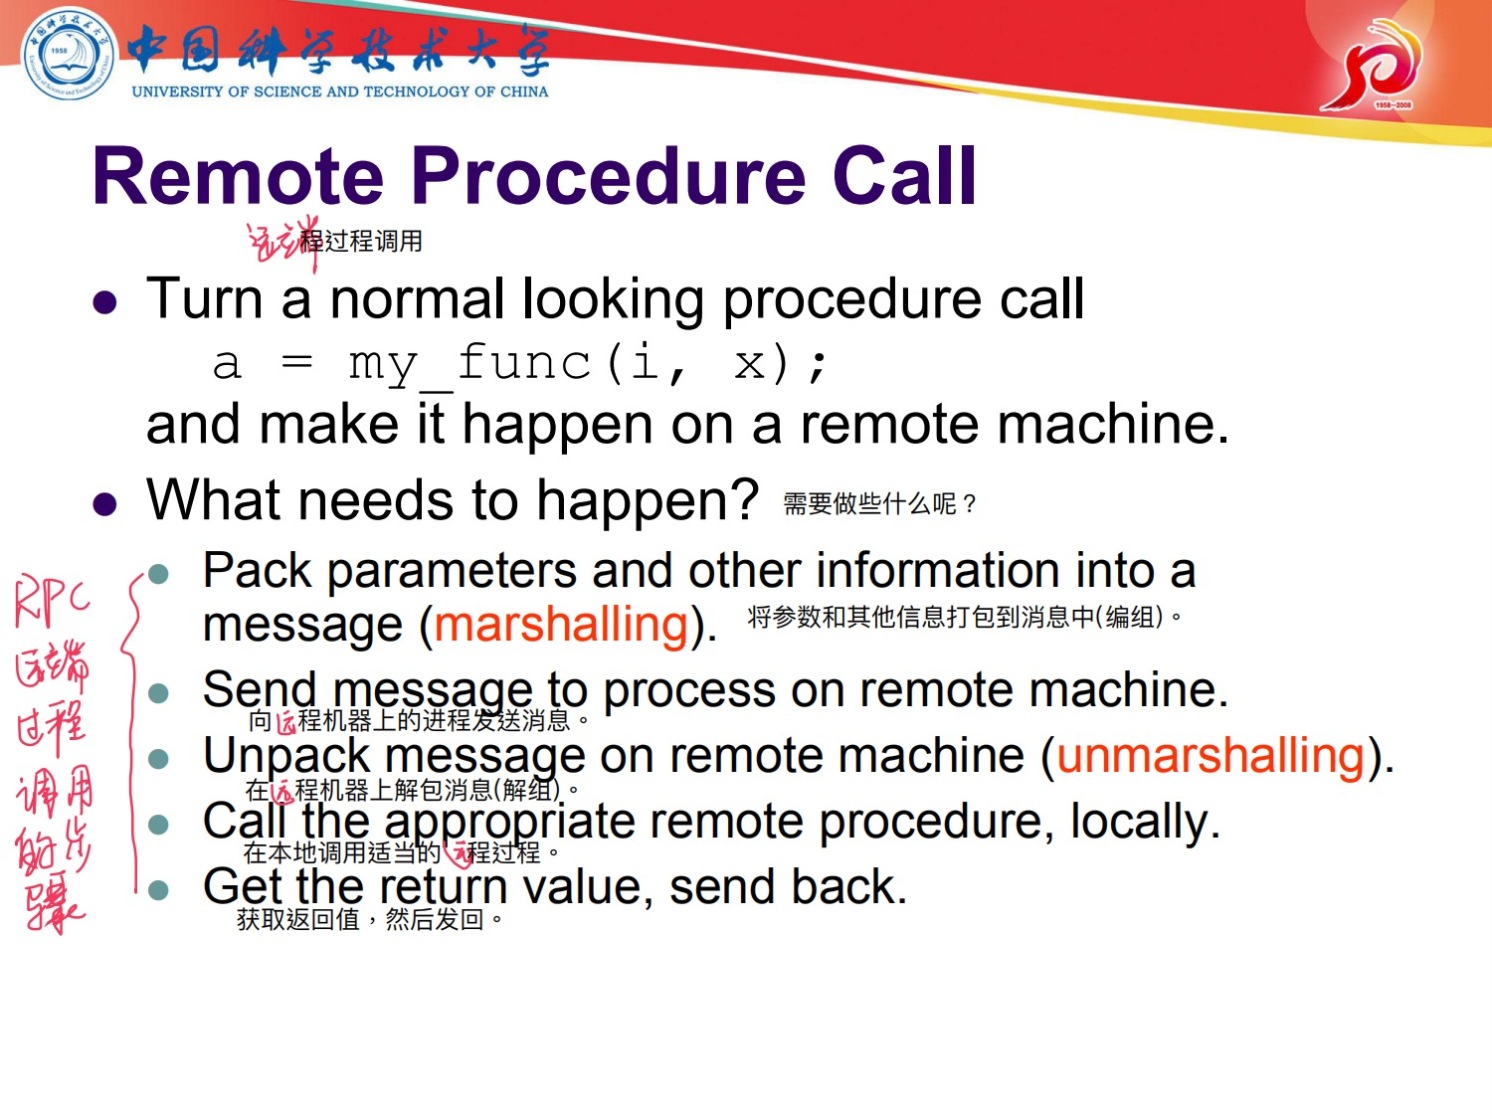 中国科学技术大学
UNIVERSITY OF SCIENCE AND TECHNOLOGY OF CHINA
1958
1958—2008
Remote Procedure Call
远端程过程调用
Turn a normal looking procedure call
a = my_func(i, x);
and make it happen on a remote machine.
What needs to happen? 需要做些什么呢？
Pack parameters and other information into a
message (marshalling). 将参数和其他信息打包到消息中(编组)。
Send message to process on remote machine.
向远程机器上的进程发送消息。
Unpack message on remote machine (unmarshalling).
在远程机器上解包消息(解组)。
Call the appropriate remote procedure, locally.
在本地调用适当的远程过程。
Get the return value, send back.
获取返回值，然后发回。
RPC
远端
过程
调用
的步
骤